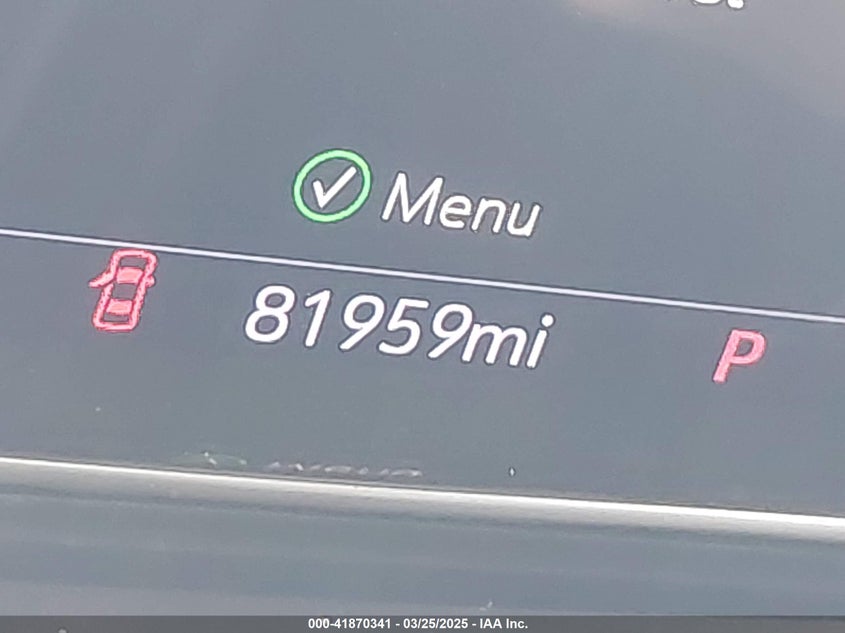 Menu
81959mi
P
000-41870341 - 03/25/2025 - IAA Inc.